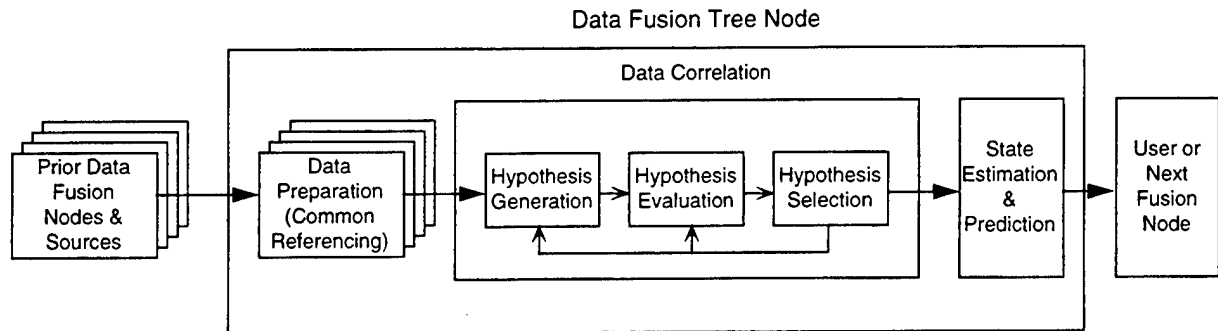 Data Fusion Tree Node
Data Correlation
Prior Data
Fusion
Nodes &
Sources
Data
Preparation
(Common
Referencing)
Hypothesis
Generation
Hypothesis
Evaluation
Hypothesis
Selection
State
Estimation
&
Prediction
User or
Next
Fusion
Node